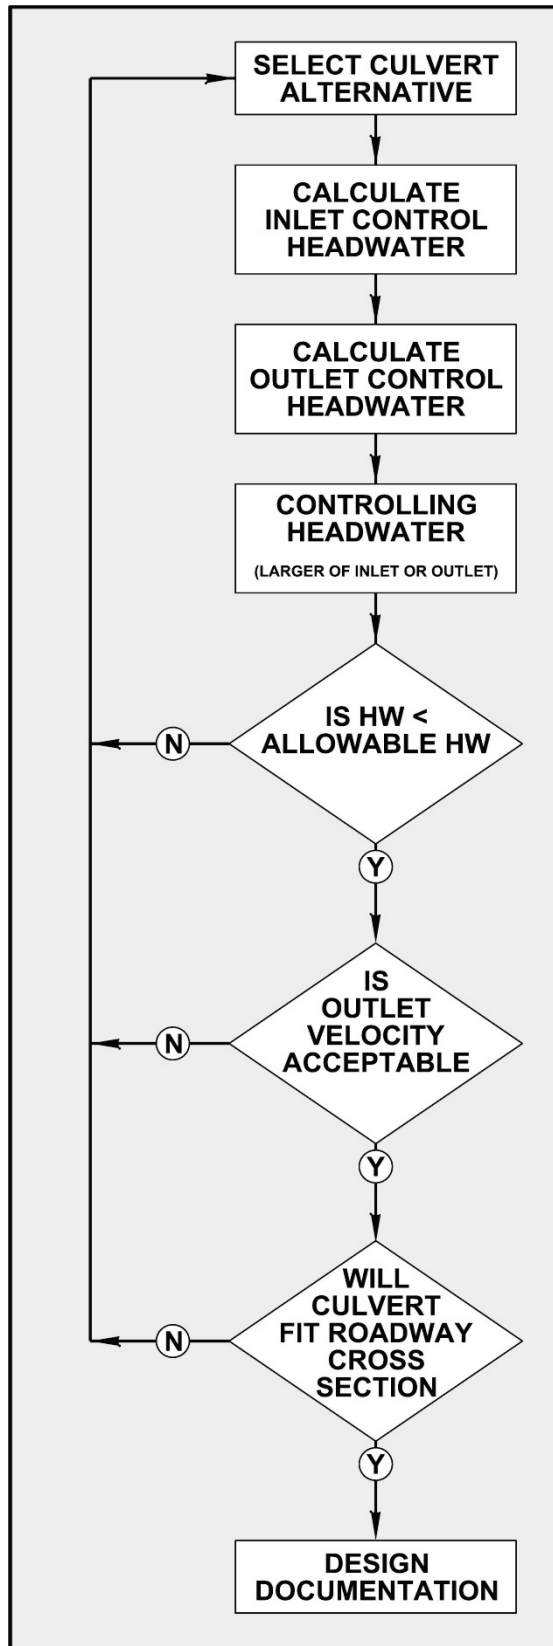 SELECT CULVERT
ALTERNATIVE
CALCULATE
INLET CONTROL
HEADWATER
CALCULATE
OUTLET CONTROL
HEADWATER
CONTROLLING
HEADWATER
(LARGER OF INLET OR OUTLET)
IS HW <
ALLOWABLE HW
N
Y
IS
OUTLET
VELOCITY
ACCEPTABLE
N
Y
WILL
CULVERT
FIT ROADWAY
CROSS
SECTION
N
Y
DESIGN
DOCUMENTATION